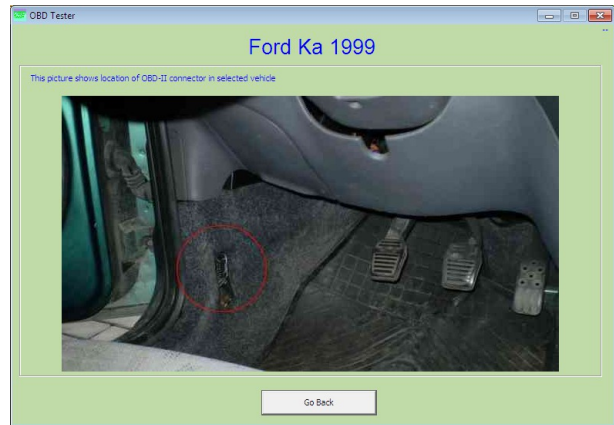 OBD Tester
Ford Ka 1999
This picture shows location of OBD-II connector in selected vehicle
Go Back